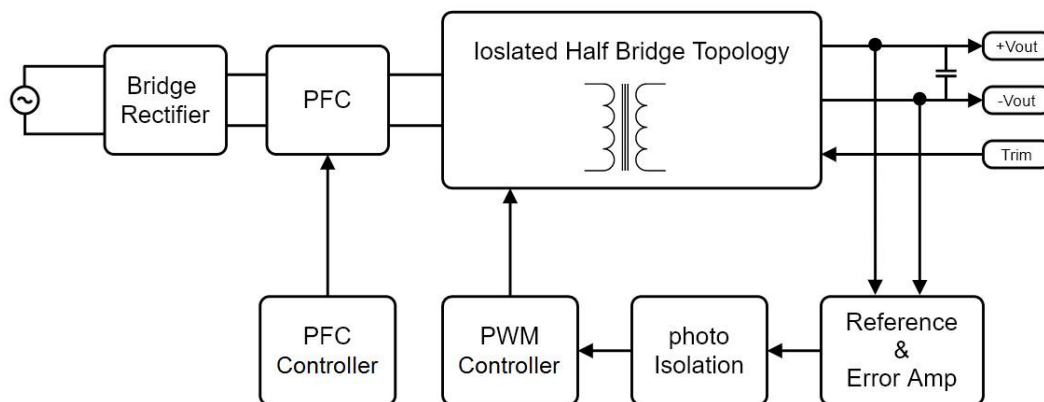 Bridge
Rectifier
PFC
Ioslated Half Bridge Topology
+Vout
-Vout
Trim
PFC
Controller
PWM
Controller
photo
Isolation
Reference
&
Error Amp